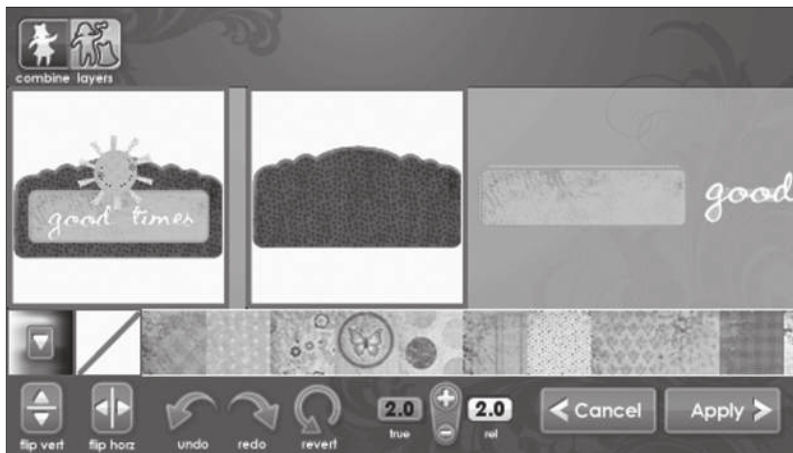 combine layers
good times
good
2.0
2.0
Cancel
Apply
flip vert
flip horz
undo
redo
revert
true
rel